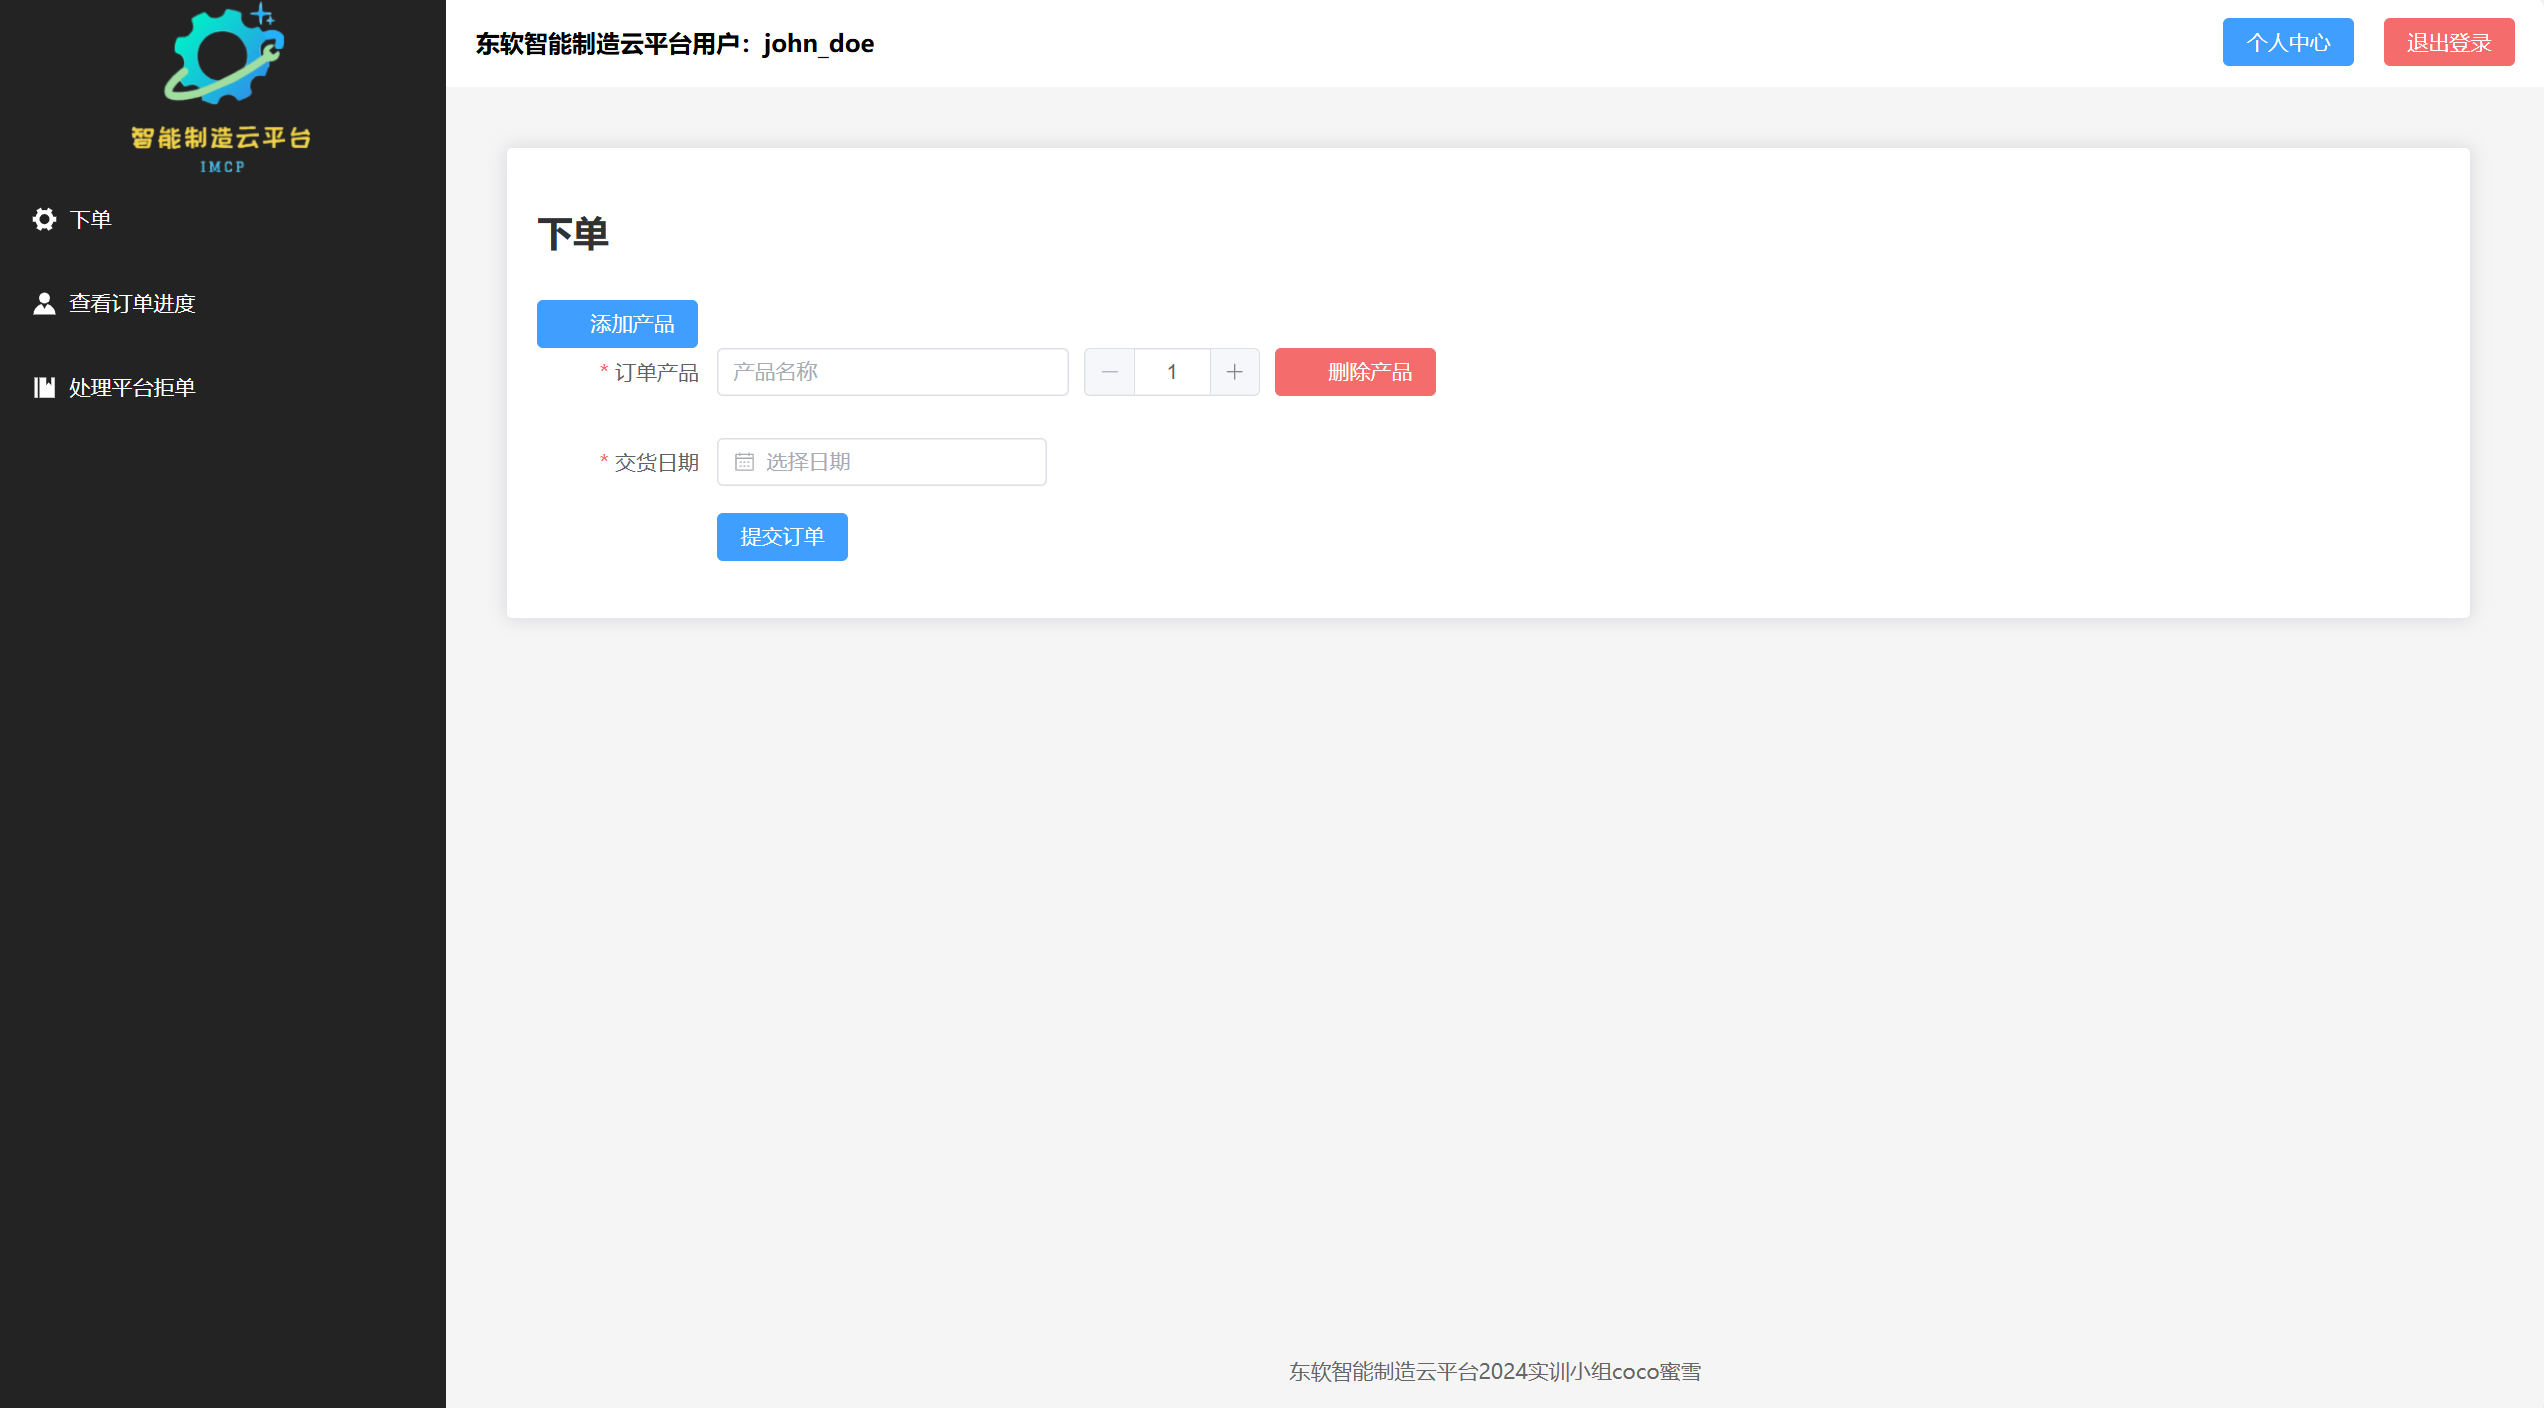 智能制造云平台
IMCP
下单
查看订单进度
处理平台拒单
东软智能制造云平台用户：john_doe
个人中心
退出登录
下单
添加产品
* 订单产品 产品名称 1 删除产品
* 交货日期 选择日期
提交订单
东软智能制造云平台2024实训小组coco蜜雪